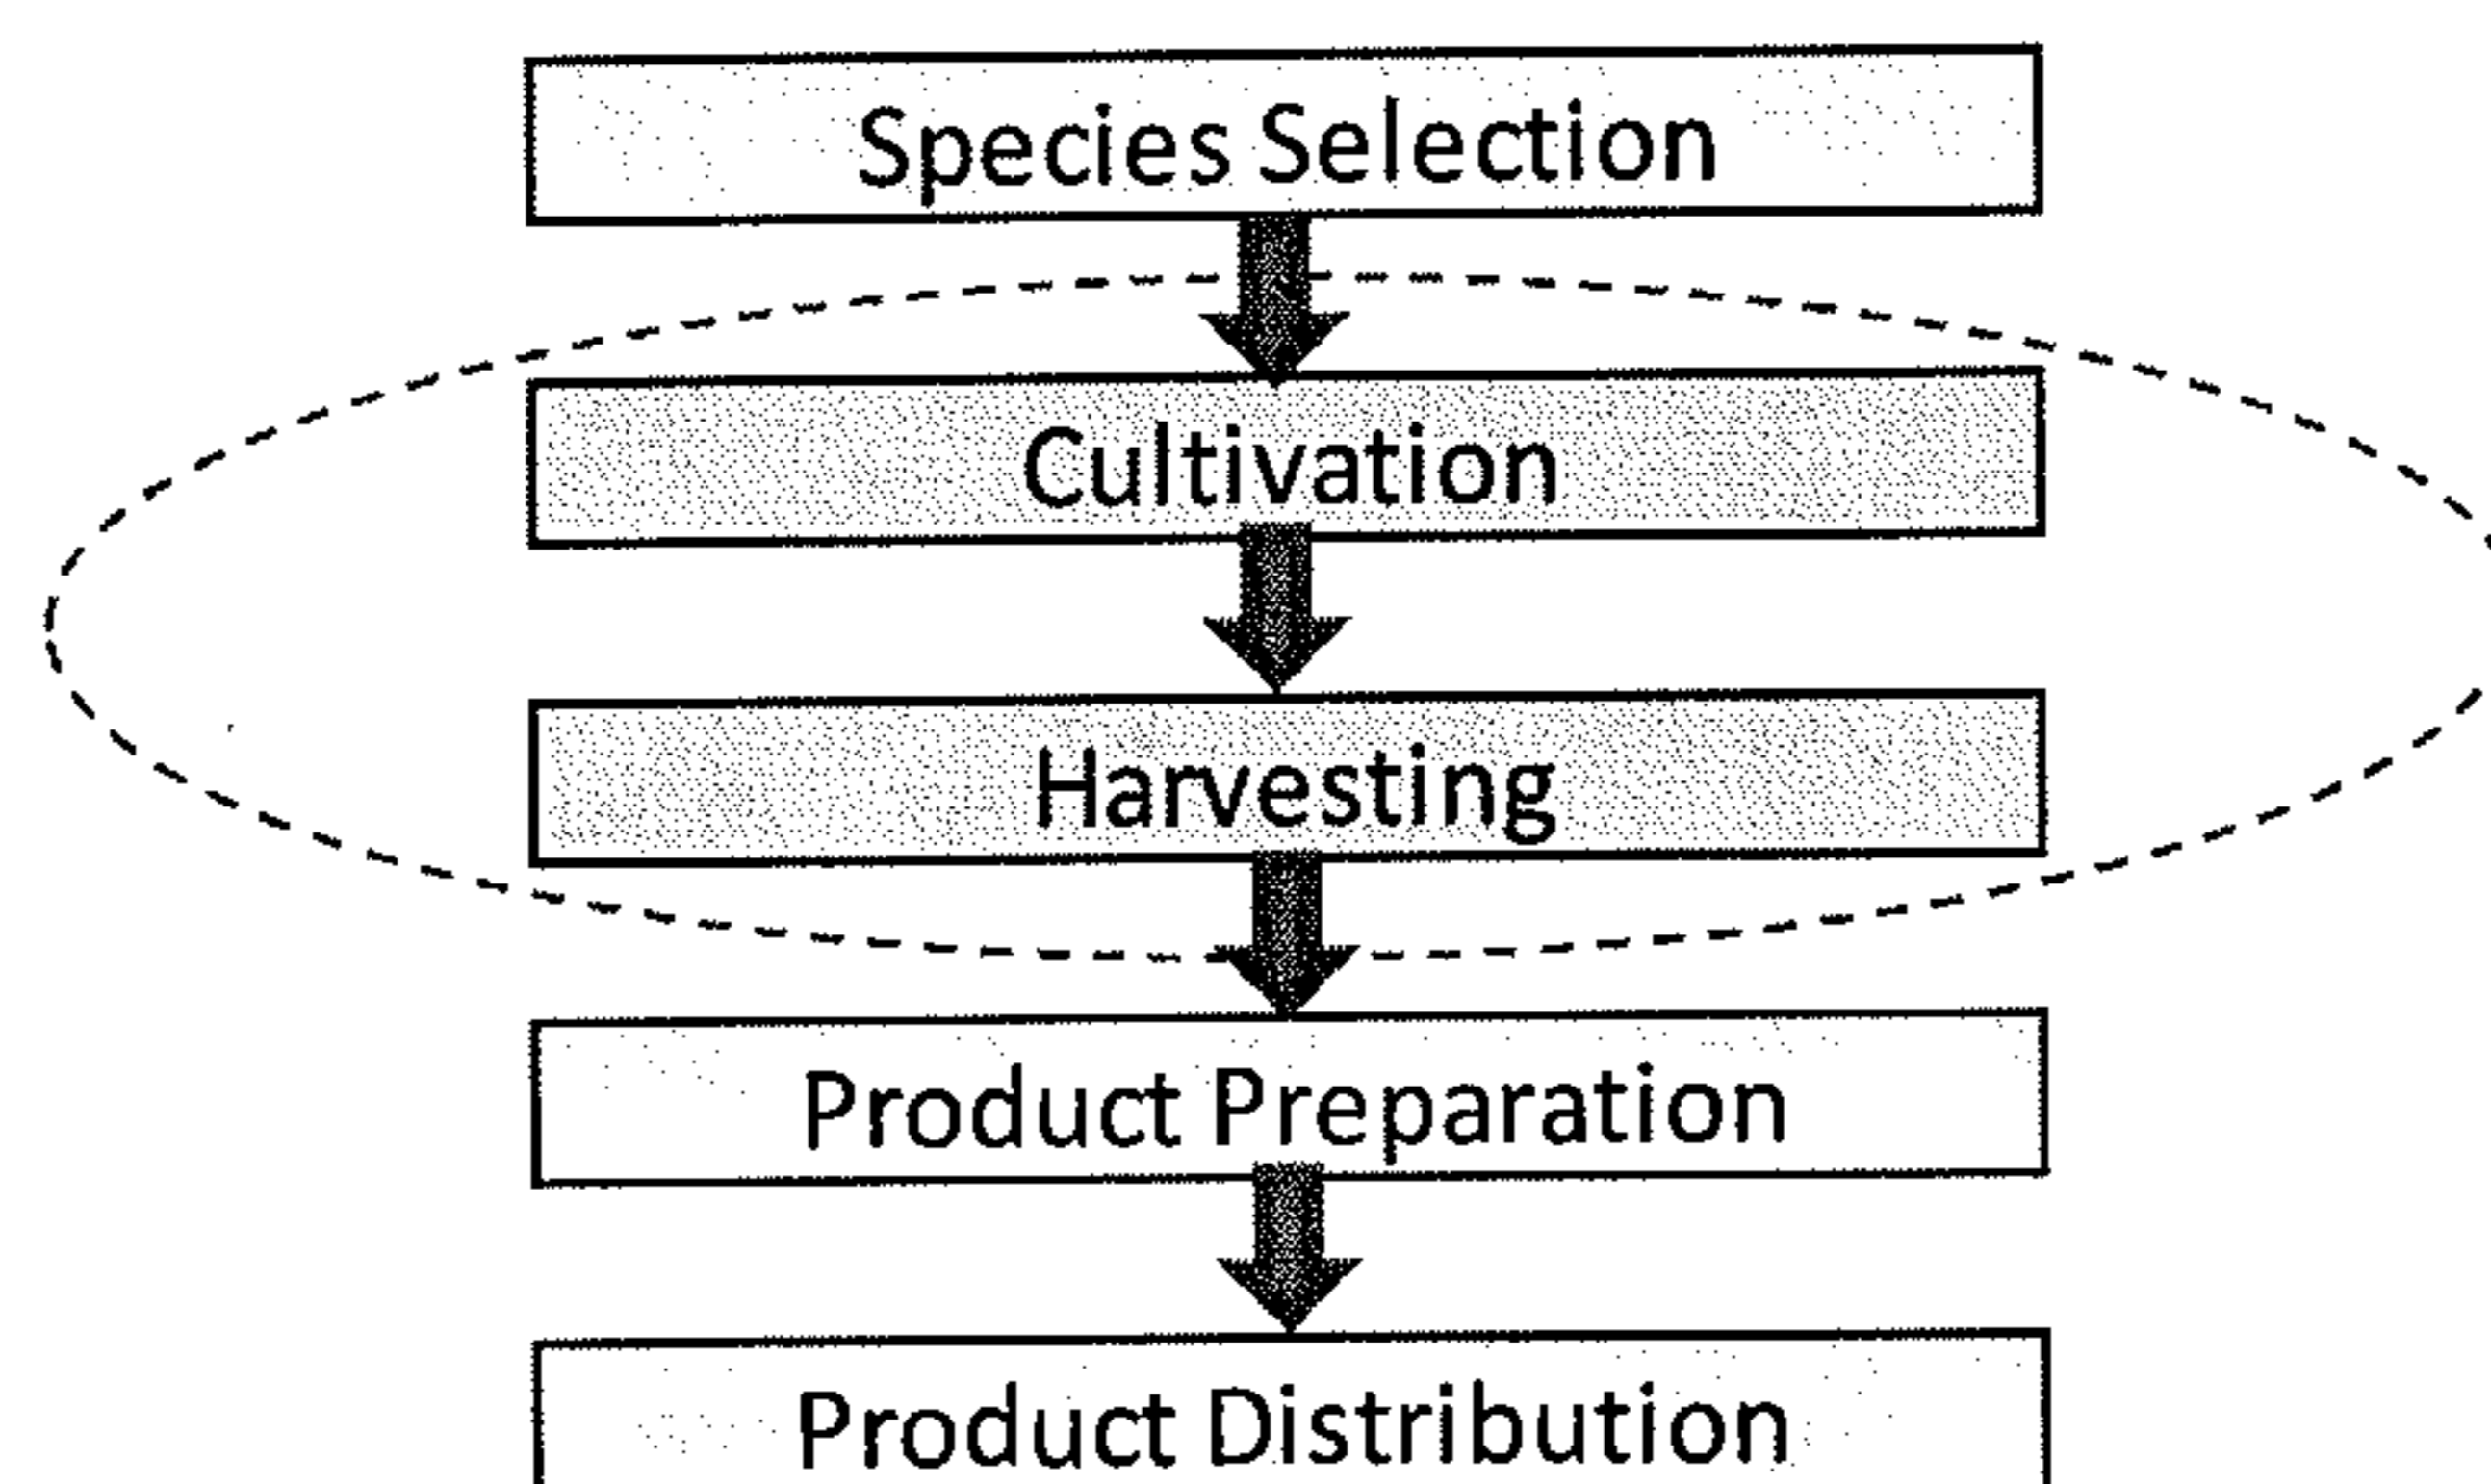 Species Selection
Cultivation
Harvesting
Product Preparation
Product Distribution